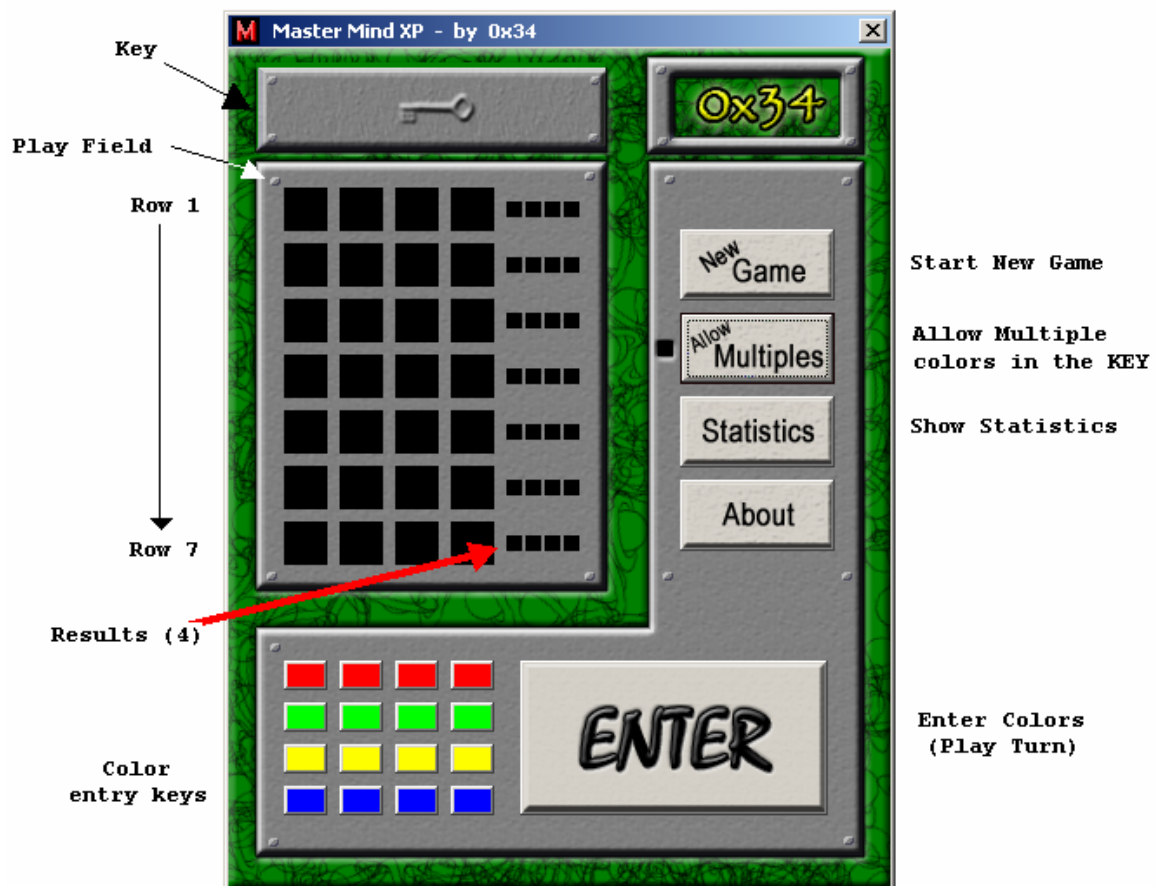 M Master Mind XP - by 0x34
Key
0x34
Play Field
Row 1
New
Game
Start New Game
Allow
Multiples
Allow Multiple
colors in the KEY
Statistics
Show Statistics
About
Row 7
Results (4)
ENTER
Enter Colors
(Play Turn)
Color
entry keys